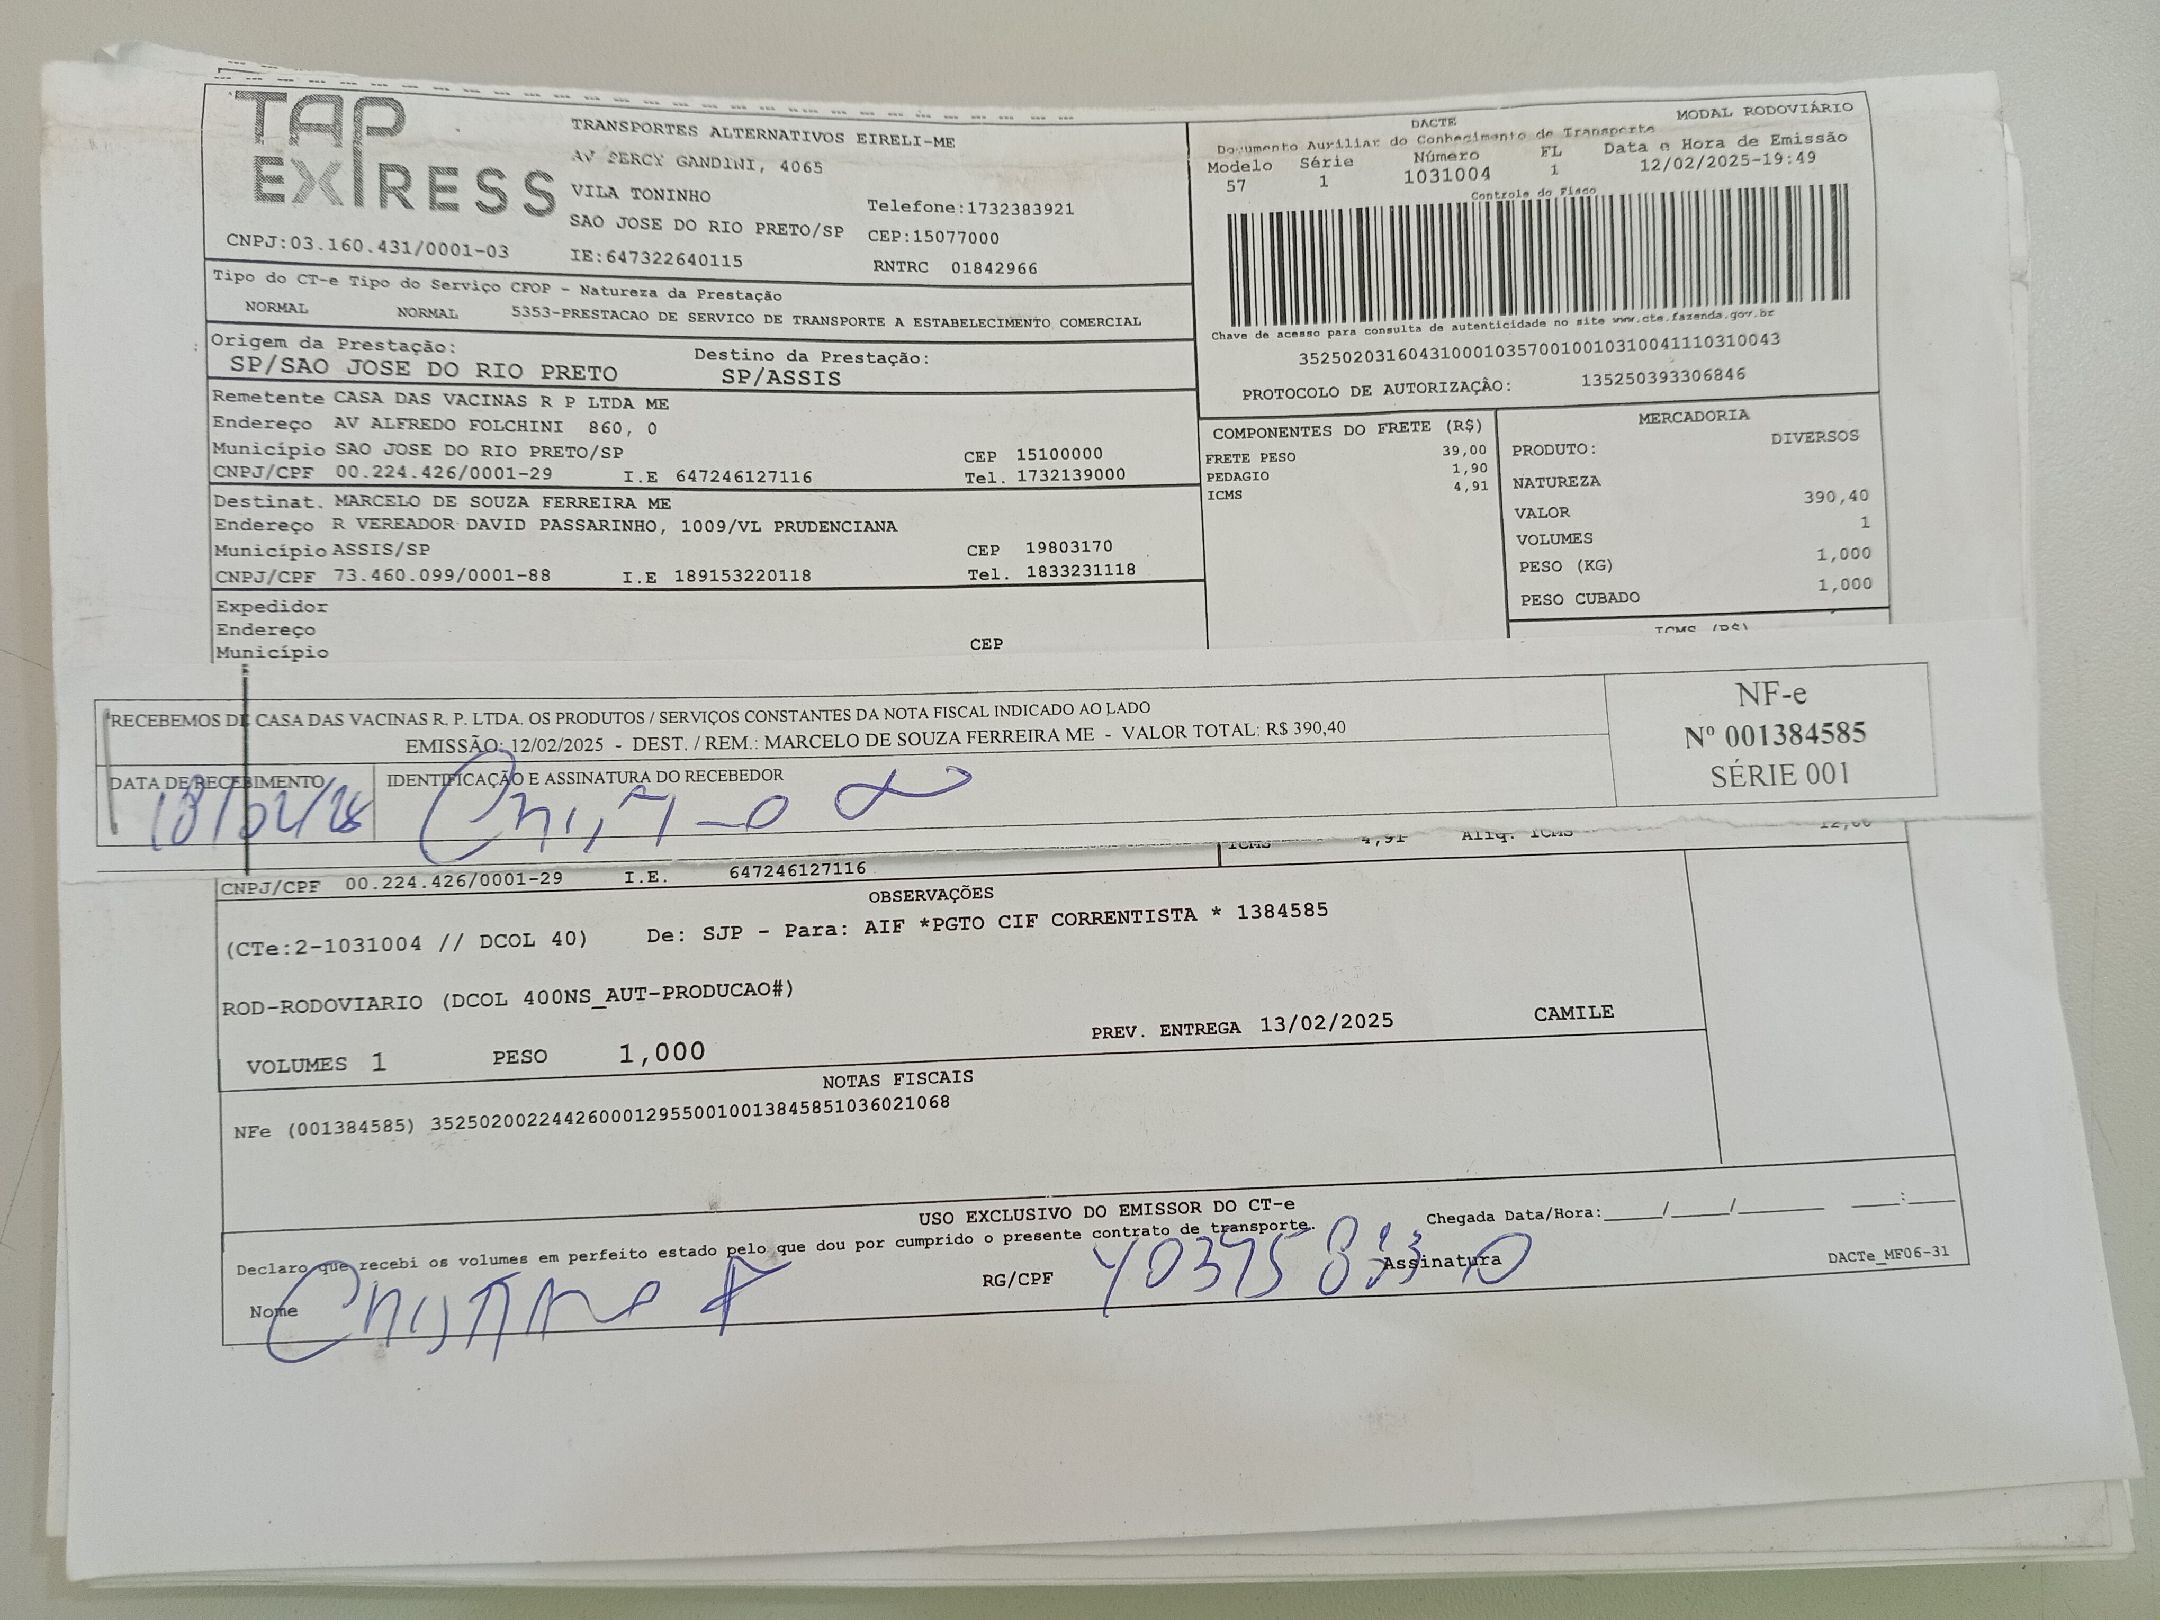 TAP EXPRESS
TRANSPORTES ALTERNATIVOS EIRELI-ME
AV PERCY GANDINI, 4065
VILA TONINHO
Telefone:1732383921
SAO JOSE DO RIO PRETO/SP CEP:15077000
CNPJ:03.160.431/0001-03 IE:647322640115 RNTRC 01842966
DACTE MODAL RODOVIÁRIO
Documento Auxiliar do Conhecimento de Transporte
Modelo Série Número FL Data e Hora de Emissão
57 1 1031004 1 12/02/2025-19:49
Controle do Fisco
Chave de acesso para consulta de autenticidade no site www.cte.fazenda.gov.br
35250203160431000103570010010310041110310043
PROTOCOLO DE AUTORIZAÇÃO: 135250393306846
Tipo do CT-e Tipo do Serviço CFOP - Natureza da Prestação
NORMAL NORMAL 5353-PRESTACAO DE SERVICO DE TRANSPORTE A ESTABELECIMENTO COMERCIAL
Origem da Prestação: Destino da Prestação:
SP/SAO JOSE DO RIO PRETO SP/ASSIS
Remetente CASA DAS VACINAS R P LTDA ME
Endereço AV ALFREDO FOLCHINI 860, 0
Município SAO JOSE DO RIO PRETO/SP CEP 15100000
CNPJ/CPF 00.224.426/0001-29 I.E 647246127116 Tel. 1732139000
Destinat. MARCELO DE SOUZA FERREIRA ME
Endereço R VEREADOR DAVID PASSARINHO, 1009/VL PRUDENCIANA
Município ASSIS/SP CEP 19803170
CNPJ/CPF 73.460.099/0001-88 I.E 189153220118 Tel. 1833231118
Expedidor
Endereço
Município CEP
COMPONENTES DO FRETE (R$)
FRETE PESO 39,00
PEDAGIO 1,90
ICMS 4,91
MERCADORIA
PRODUTO: DIVERSOS
NATUREZA
VALOR 390,40
VOLUMES 1
PESO (KG) 1,000
PESO CUBADO 1,000
ICMS (R$)
RECEBEMOS DE CASA DAS VACINAS R. P. LTDA. OS PRODUTOS / SERVIÇOS CONSTANTES DA NOTA FISCAL INDICADO AO LADO
EMISSÃO: 12/02/2025 - DEST. / REM.: MARCELO DE SOUZA FERREIRA ME - VALOR TOTAL: R$ 390,40
NF-e
Nº 001384585
SÉRIE 001
DATA DE RECEBIMENTO IDENTIFICAÇÃO E ASSINATURA DO RECEBEDOR
ICMS 4,91 Aliq. ICMS 12,00
CNPJ/CPF 00.224.426/0001-29 I.E. 647246127116
OBSERVAÇÕES
(CTe:2-1031004 // DCOL 40) De: SJP - Para: AIF *PGTO CIF CORRENTISTA * 1384585
ROD-RODOVIARIO (DCOL 400NS_AUT-PRODUCAO#)
PREV. ENTREGA 13/02/2025 CAMILE
VOLUMES 1 PESO 1,000
NOTAS FISCAIS
NFe (001384585) 35250200224426000129550010013845851036021068
USO EXCLUSIVO DO EMISSOR DO CT-e
Declaro que recebi os volumes em perfeito estado pelo que dou por cumprido o presente contrato de transporte.
Chegada Data/Hora:_____/_____/________ ____:____
Nome RG/CPF Assinatura
DACTe_MF06-31